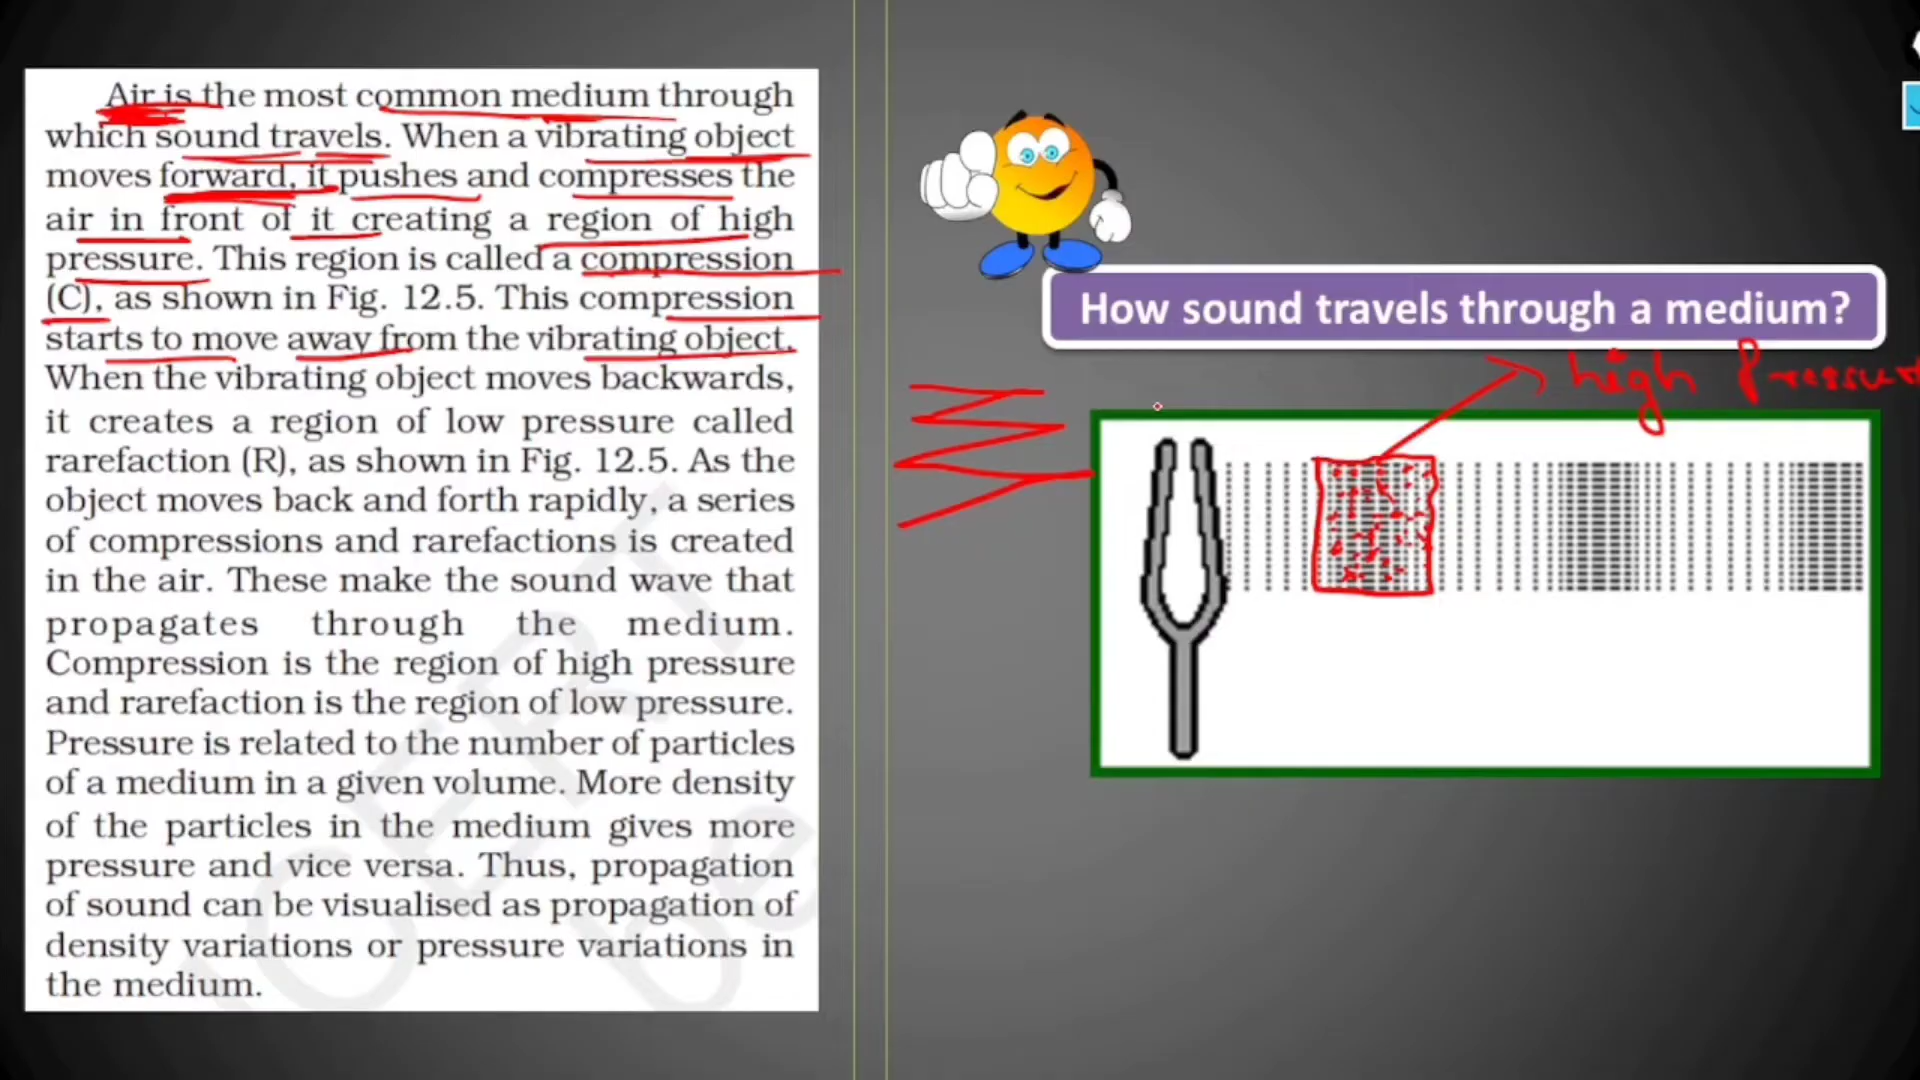 Air is the most common medium through
which sound travels. When a vibrating object
moves forward, it pushes and compresses the
air in front of it creating a region of high
pressure. This region is called a compression
(C), as shown in Fig. 12.5. This compression
starts to move away from the vibrating object.
When the vibrating object moves backwards,
it creates a region of low pressure called
rarefaction (R), as shown in Fig. 12.5. As the
object moves back and forth rapidly, a series
of compressions and rarefactions is created
in the air. These make the sound wave that
propagates through the medium.
Compression is the region of high pressure
and rarefaction is the region of low pressure.
Pressure is related to the number of particles
of a medium in a given volume. More density
of the particles in the medium gives more
pressure and vice versa. Thus, propagation
of sound can be visualised as propagation of
density variations or pressure variations in
the medium.
How sound travels through a medium?
high Pressur